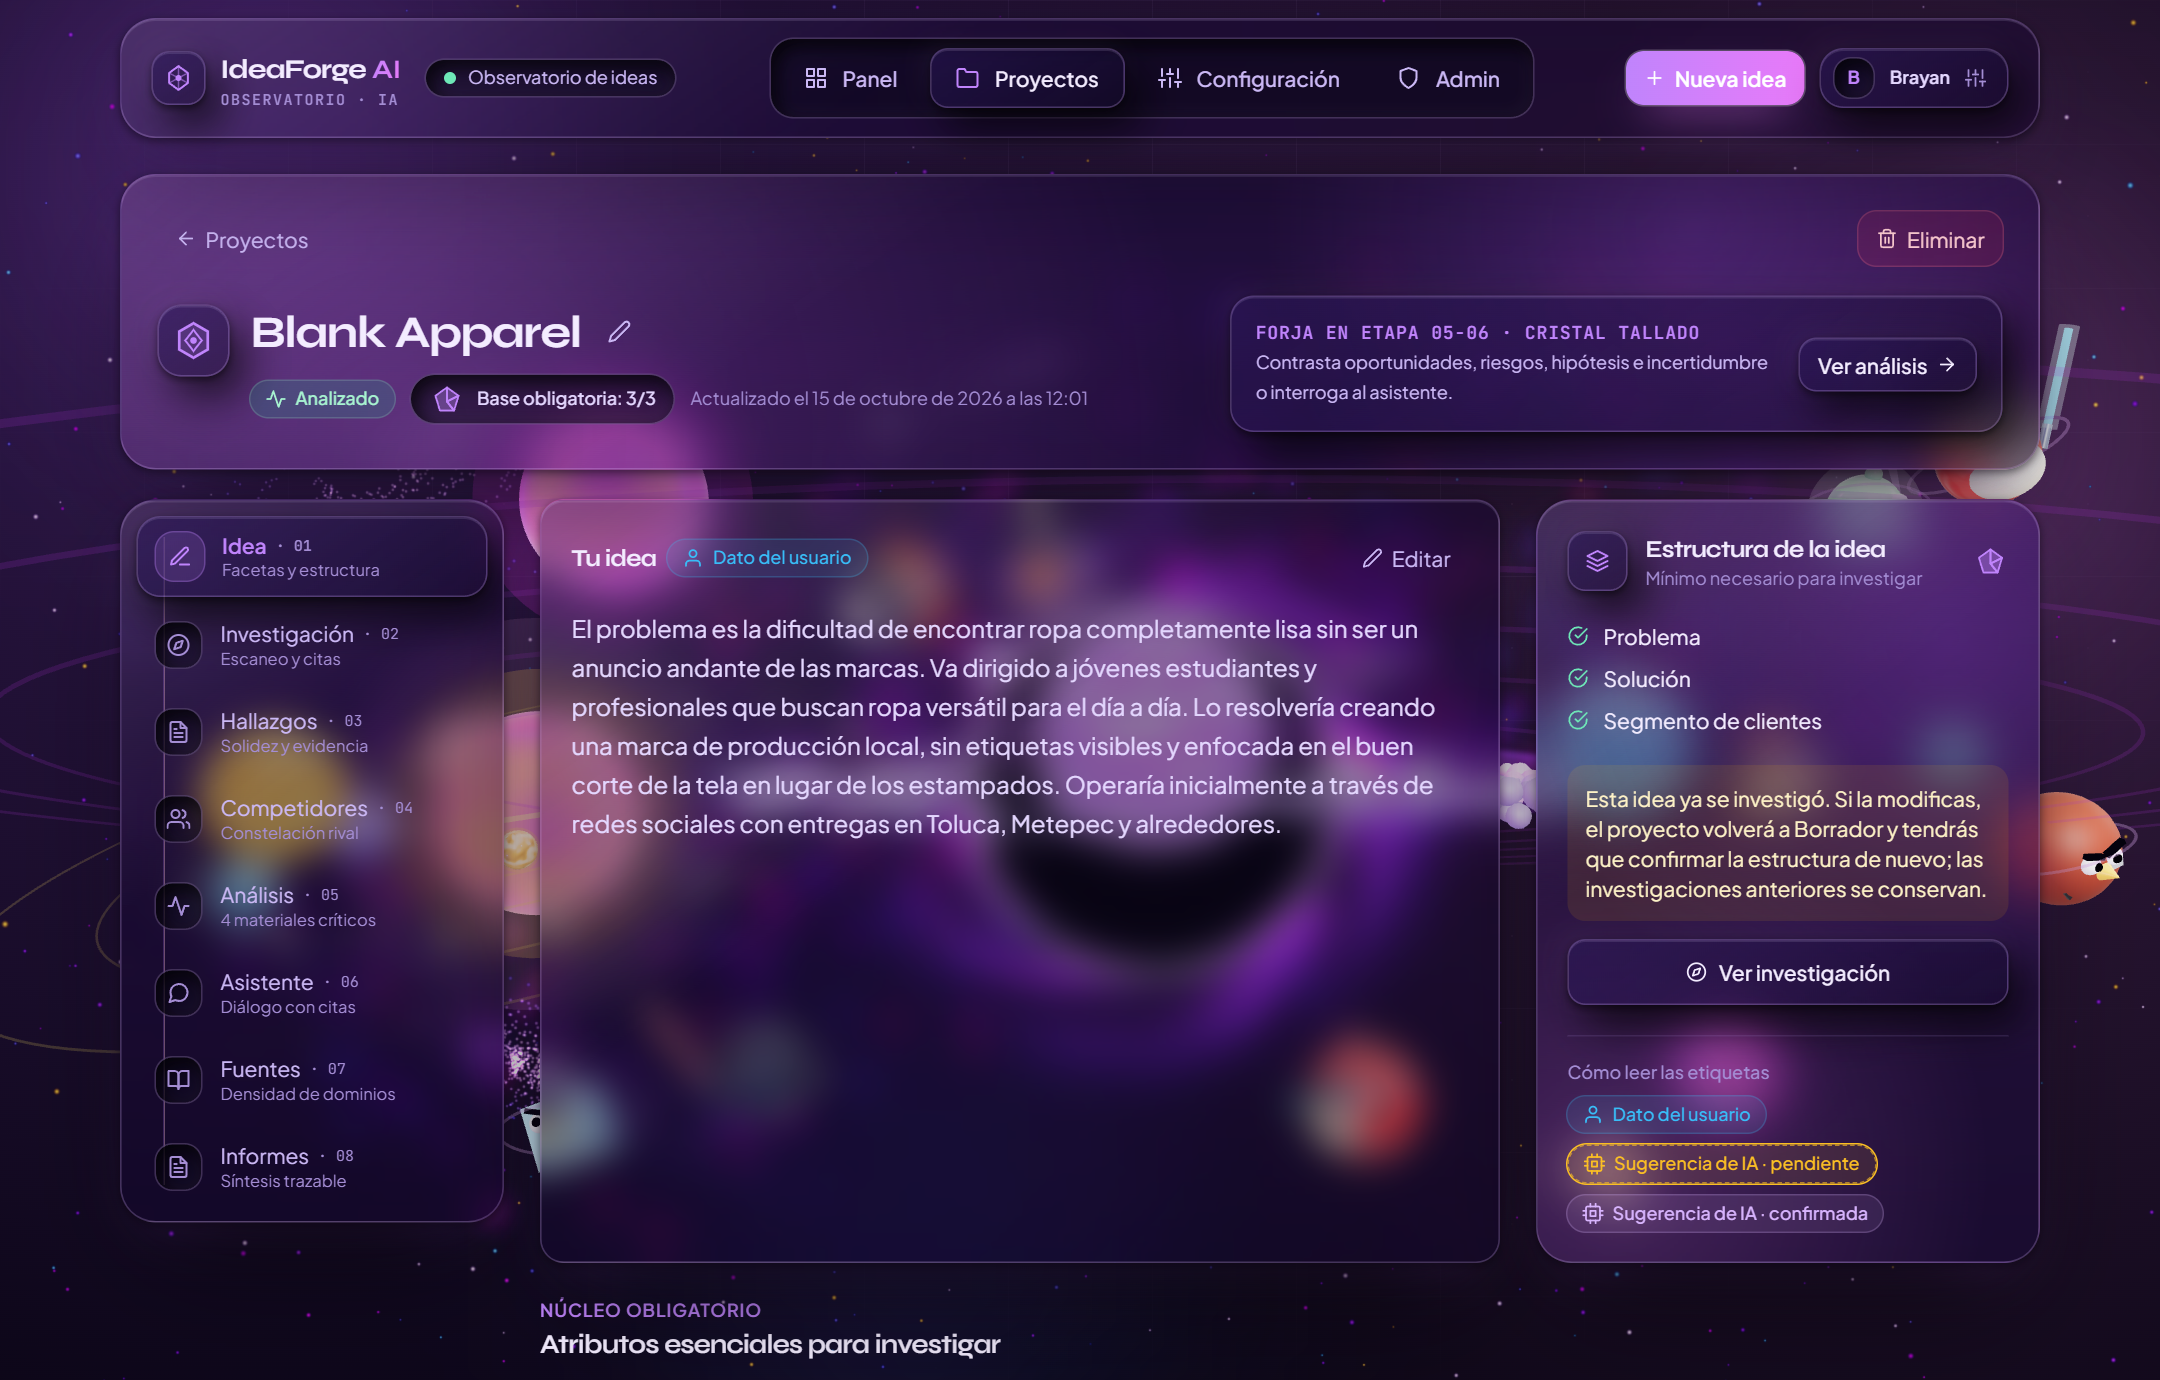 IdeaForge AI
OBSERVATORIO · IA
Observatorio de ideas
Panel
Proyectos
Configuración
Admin
+ Nueva idea
B
Brayan
← Proyectos
Eliminar
Blank Apparel
Analizado
Base obligatoria: 3/3
Actualizado el 15 de octubre de 2026 a las 12:01
FORJA EN ETAPA 05-06 · CRISTAL TALLADO
Contrasta oportunidades, riesgos, hipótesis e incertidumbre
o interroga al asistente.
Ver análisis →
Idea · 01
Facetas y estructura
Investigación · 02
Escaneo y citas
Hallazgos · 03
Solidez y evidencia
Competidores · 04
Constelación rival
Análisis · 05
4 materiales críticos
Asistente · 06
Diálogo con citas
Fuentes · 07
Densidad de dominios
Informes · 08
Síntesis trazable
Tu idea
Dato del usuario
Editar
El problema es la dificultad de encontrar ropa completamente lisa sin ser un
anuncio andante de las marcas. Va dirigido a jóvenes estudiantes y
profesionales que buscan ropa versátil para el día a día. Lo resolvería creando
una marca de producción local, sin etiquetas visibles y enfocada en el buen
corte de la tela en lugar de los estampados. Operaría inicialmente a través de
redes sociales con entregas en Toluca, Metepec y alrededores.
Estructura de la idea
Mínimo necesario para investigar
Problema
Solución
Segmento de clientes
Esta idea ya se investigó. Si la modificas,
el proyecto volverá a Borrador y tendrás
que confirmar la estructura de nuevo; las
investigaciones anteriores se conservan.
Ver investigación
Cómo leer las etiquetas
Dato del usuario
Sugerencia de IA · pendiente
Sugerencia de IA · confirmada
NÚCLEO OBLIGATORIO
Atributos esenciales para investigar